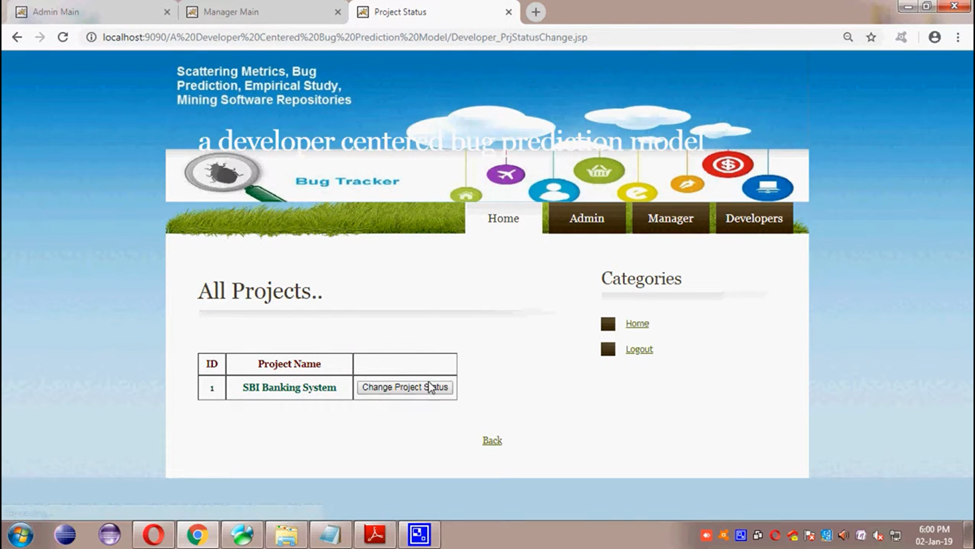 Admin Main
Manager Main
Project Status
localhost:9090/A%20Developer%20Centered%20Bug%20Prediction%20Model/Developer_PrjStatusChange.jsp
Scattering Metrics, Bug
Prediction, Empirical Study,
Mining Software Repositories
a developer centered bug prediction model
Bug Tracker
Home
Admin
Manager
Developers
All Projects..
Categories
Home
Logout
ID Project Name
1 SBI Banking System Change Project Status
Back
6:00 PM
02-Jan-19